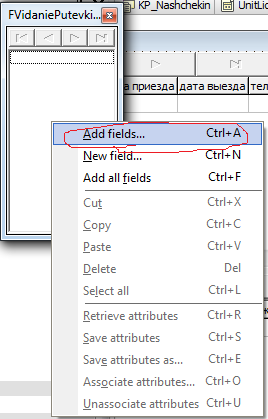 KP_Nashchekin UnitLic
FVidaniePutevki...
приезда дата выезда тел
Add fields... Ctrl+A
New field... Ctrl+N
Add all fields Ctrl+F
Cut Ctrl+X
Copy Ctrl+C
Paste Ctrl+V
Delete Del
Select all Ctrl+L
Retrieve attributes Ctrl+R
Save attributes Ctrl+S
Save attributes as... Ctrl+E
Associate attributes... Ctrl+O
Unassociate attributes Ctrl+U